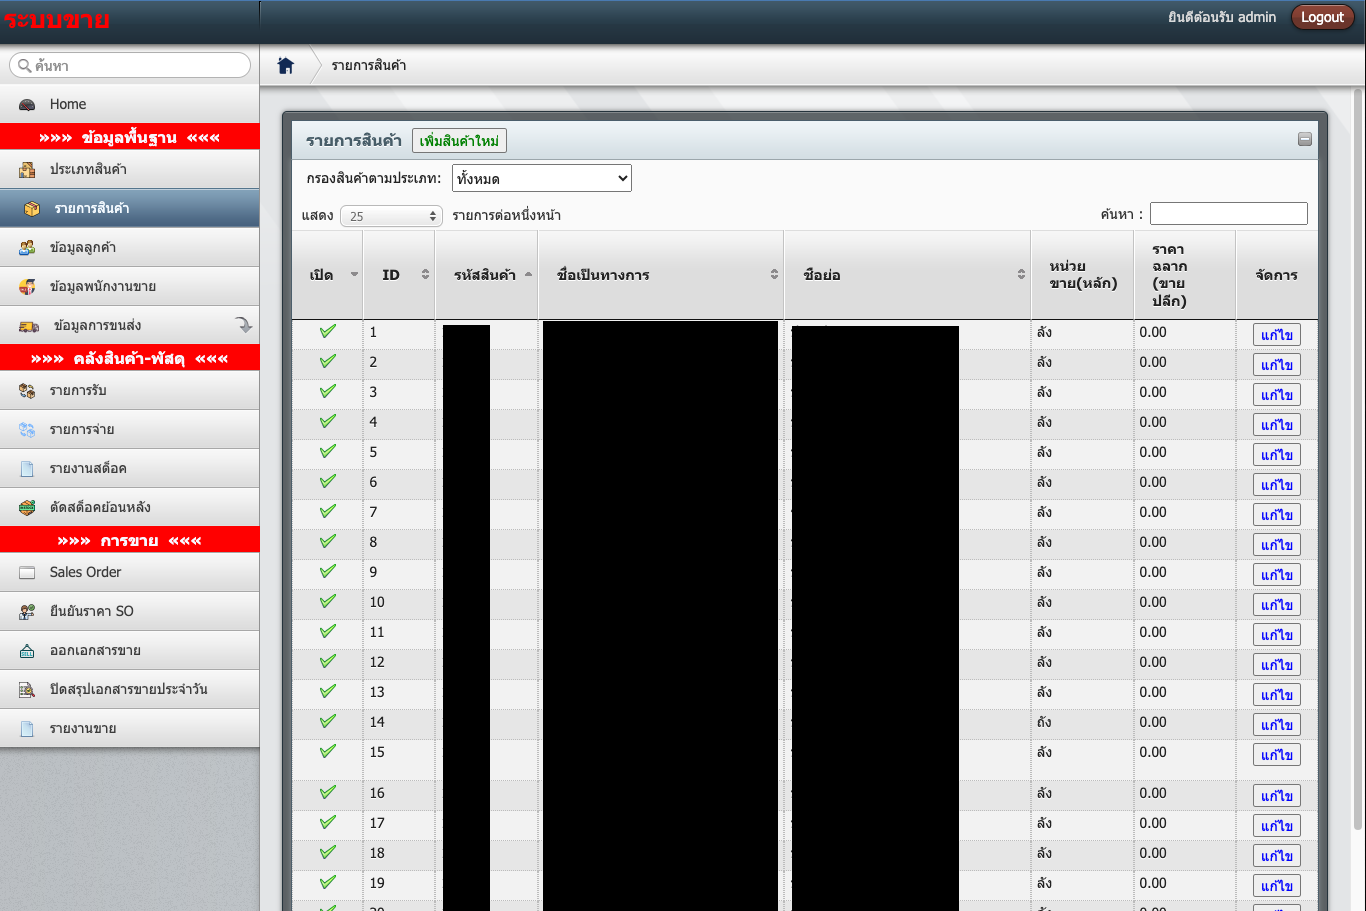 ระบบขาย
ยินดีต้อนรับ admin
Logout
ค้นหา
รายการสินค้า
Home
»»» ข้อมูลพื้นฐาน «««
ประเภทสินค้า
รายการสินค้า
ข้อมูลลูกค้า
ข้อมูลพนักงานขาย
ข้อมูลการขนส่ง
»»» คลังสินค้า-พัสดุ «««
รายการรับ
รายการจ่าย
รายงานสต็อค
ตัดสต็อคย้อนหลัง
»»» การขาย «««
Sales Order
ยืนยันราคา SO
ออกเอกสารขาย
ปิดสรุปเอกสารขายประจำวัน
รายงานขาย
รายการสินค้า เพิ่มสินค้าใหม่
กรองสินค้าตามประเภท: ทั้งหมด
แสดง 25 รายการต่อหนึ่งหน้า
ค้นหา :
เปิด ID รหัสสินค้า ชื่อเป็นทางการ ชื่อย่อ หน่วยขาย(หลัก) ราคาฉลาก(ขายปลีก) จัดการ
1 ลัง 0.00 แก้ไข
2 ลัง 0.00 แก้ไข
3 ลัง 0.00 แก้ไข
4 ลัง 0.00 แก้ไข
5 ลัง 0.00 แก้ไข
6 ลัง 0.00 แก้ไข
7 ลัง 0.00 แก้ไข
8 ลัง 0.00 แก้ไข
9 ลัง 0.00 แก้ไข
10 ลัง 0.00 แก้ไข
11 ลัง 0.00 แก้ไข
12 ลัง 0.00 แก้ไข
13 ลัง 0.00 แก้ไข
14 ถัง 0.00 แก้ไข
15 ลัง 0.00 แก้ไข
16 ลัง 0.00 แก้ไข
17 ลัง 0.00 แก้ไข
18 ลัง 0.00 แก้ไข
19 ลัง 0.00 แก้ไข